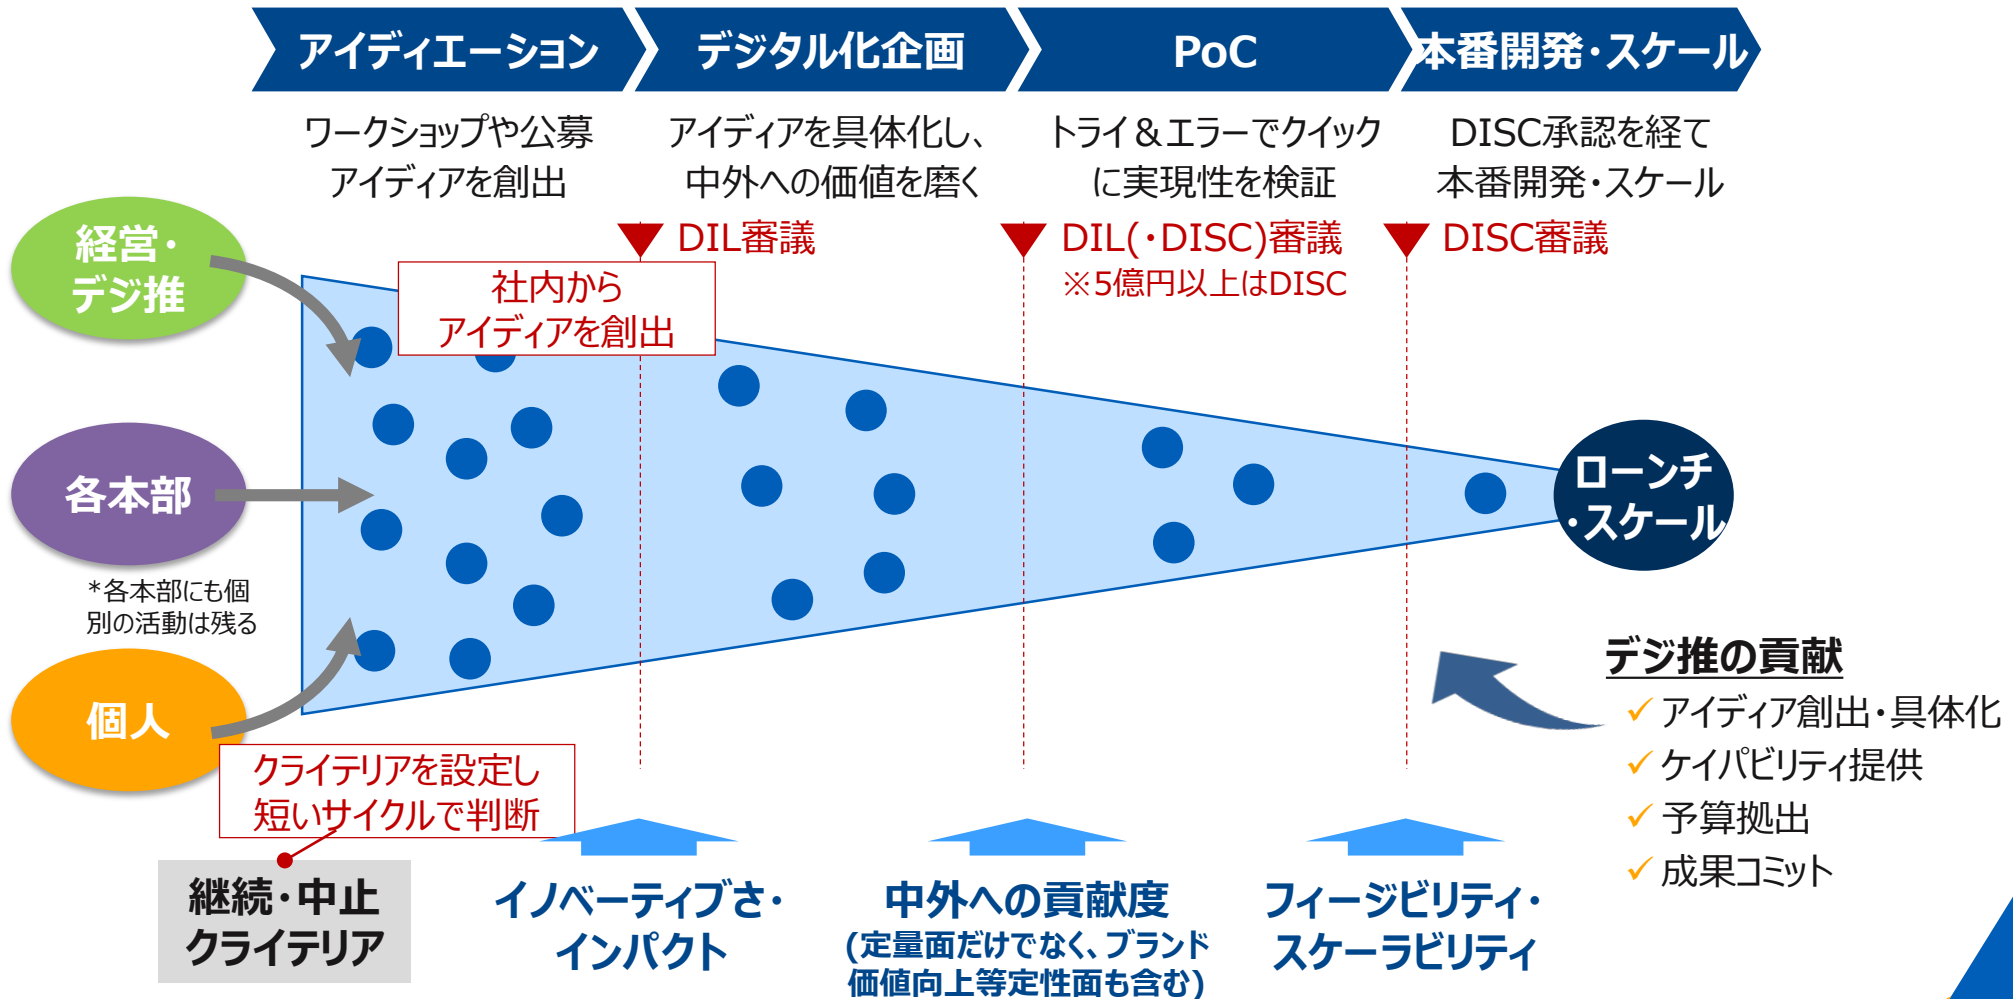 アイディエーション
デジタル化企画
PoC
本番開発・スケール
ワークショップや公募
アイディアを創出
アイディアを具体化し、
中外への価値を磨く
トライ＆エラーでクイック
に実現性を検証
DISC承認を経て
本番開発・スケール
DIL審議
DIL(・DISC)審議
※5億円以上はDISC
DISC審議
経営・
デジ推
社内から
アイディアを創出
各本部
*各本部にも個
別の活動は残る
個人
ローンチ
・スケール
クライテリアを設定し
短いサイクルで判断
継続・中止
クライテリア
イノベーティブさ・
インパクト
中外への貢献度
(定量面だけでなく、ブランド
価値向上等定性面も含む)
フィージビリティ・
スケーラビリティ
デジ推の貢献
✓ アイディア創出・具体化
✓ ケイパビリティ提供
✓ 予算拠出
✓ 成果コミット